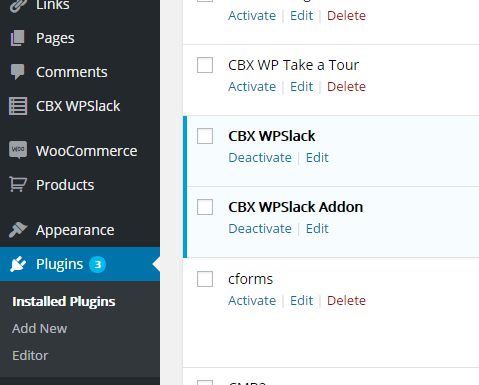 Links
Pages
Comments
CBX WPSlack
WooCommerce
Products
Appearance
Plugins 3
Installed Plugins
Add New
Editor
Activate | Edit | Delete
CBX WP Take a Tour
Activate | Edit | Delete
CBX WPSlack
Deactivate | Edit
CBX WPSlack Addon
Deactivate | Edit
cforms
Activate | Edit | Delete